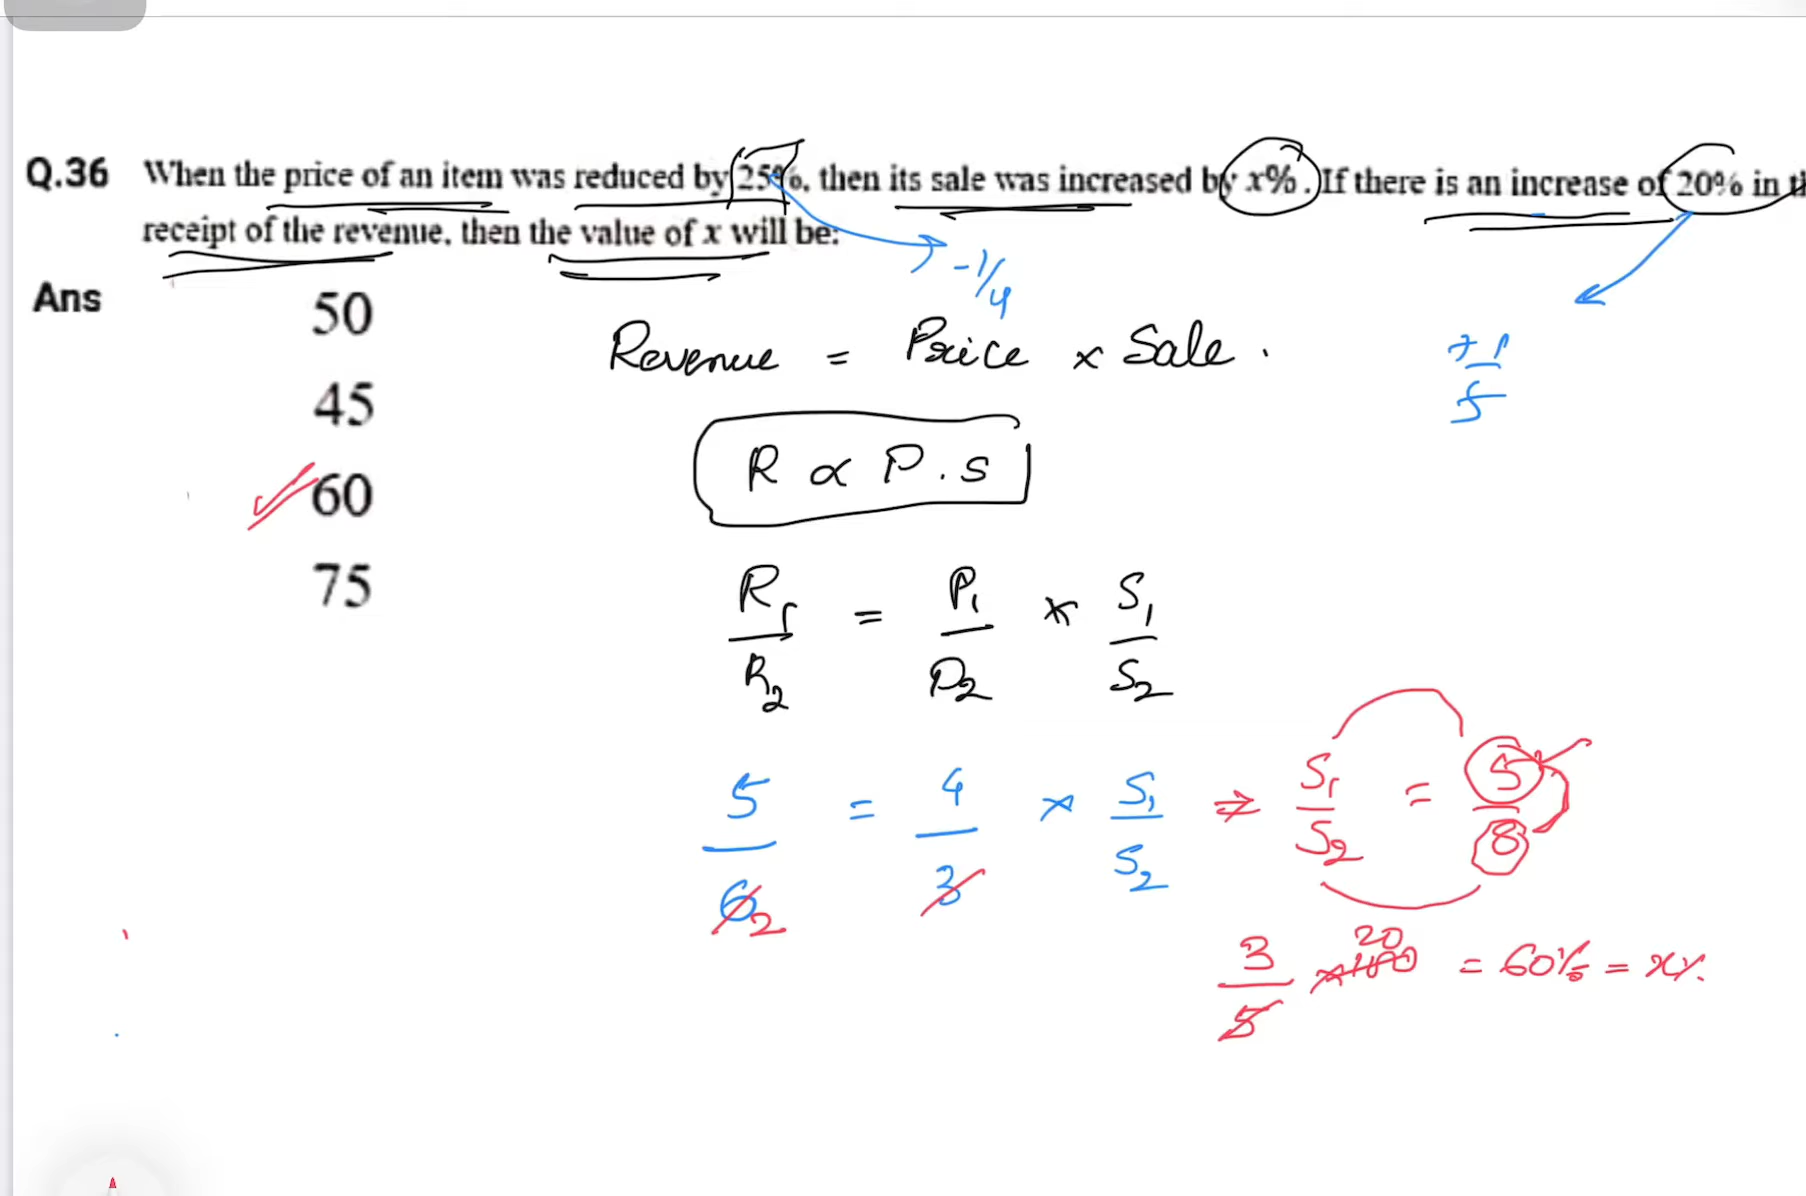 Q.36 When the price of an item was reduced by 25%, then its sale was increased by x%. If there is an increase of 20% in
receipt of the revenue, then the value of x will be:
-1/4
Ans
50
45
60
75
Revenue = Price × Sale.
+1/5
R ∝ P.S
R1/R2 = P1/P2 × S1/S2
5/6 2 = 4/3 × S1/S2 ⇒ S1/S2 = 5/8
3/5 × 100 20 = 60% = x%.